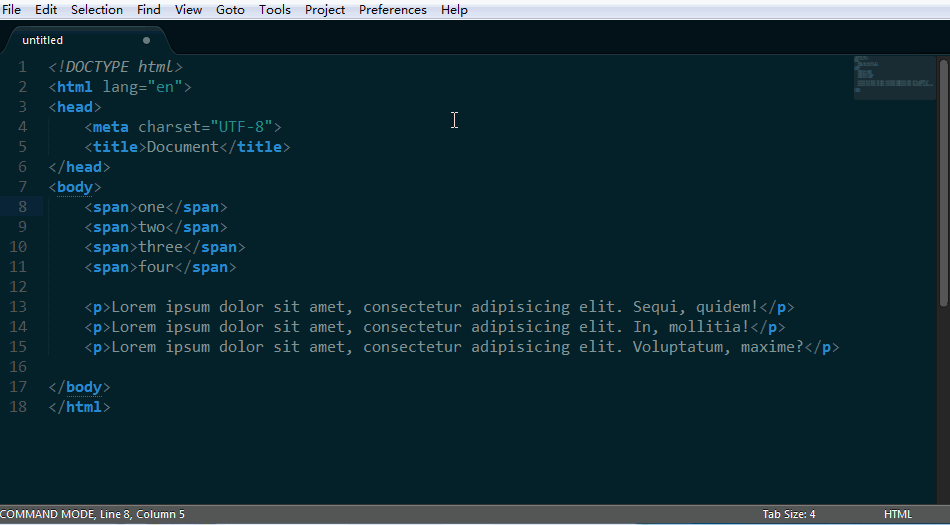 File Edit Selection Find View Goto Tools Project Preferences Help
untitled
1 <!DOCTYPE html>
2 <html lang="en">
3 <head>
4 <meta charset="UTF-8">
5 <title>Document</title>
6 </head>
7 <body>
8 <span>one</span>
9 <span>two</span>
10 <span>three</span>
11 <span>four</span>
12
13 <p>Lorem ipsum dolor sit amet, consectetur adipisicing elit. Sequi, quidem!</p>
14 <p>Lorem ipsum dolor sit amet, consectetur adipisicing elit. In, mollitia!</p>
15 <p>Lorem ipsum dolor sit amet, consectetur adipisicing elit. Voluptatum, maxime?</p>
16
17 </body>
18 </html>
COMMAND MODE, Line 8, Column 5 Tab Size: 4 HTML